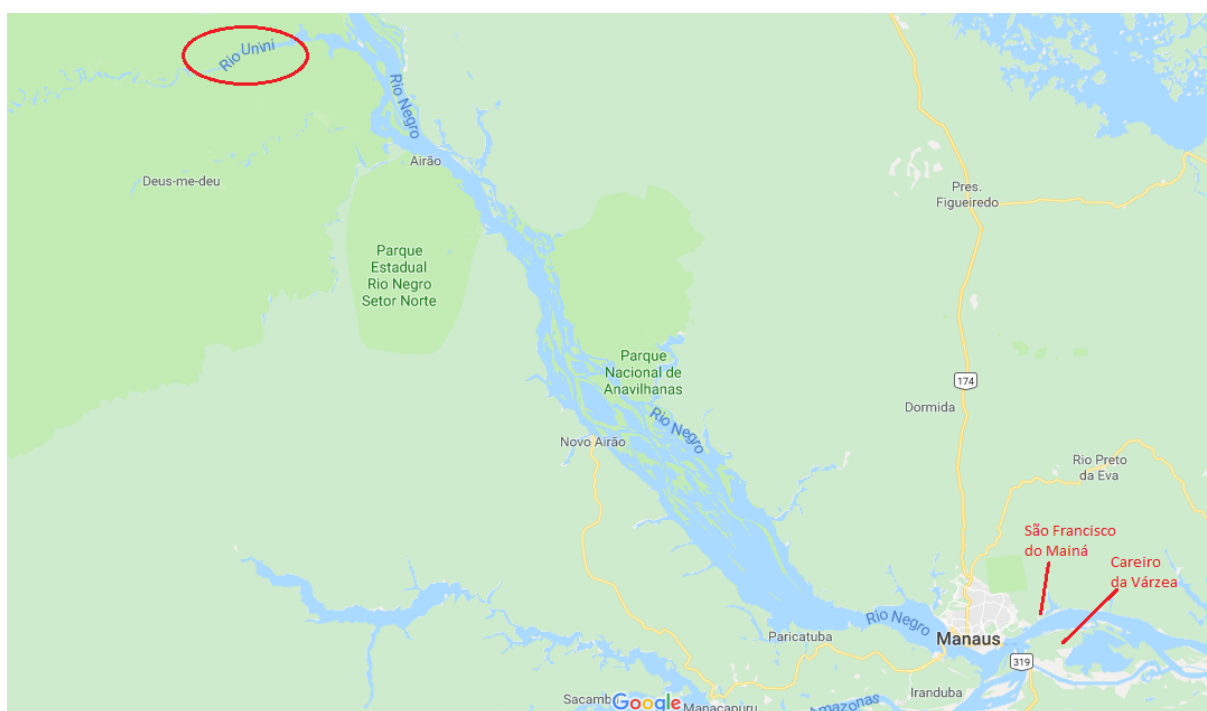 Rio Unini
Rio Negro
Airão
Deus-me-deu
Pres.
Figueiredo
Parque
Estadual
Rio Negro
Setor Norte
Parque
Nacional de
Anavilhanas
174
Dormida
Rio Negro
Novo Airão
Rio Preto
da Eva
São Francisco
do Mainá
Careiro
da Várzea
Rio Negro
Paricatuba
Manaus
319
Iranduba
Sacambú
Google
Manacapuru
Amazonas